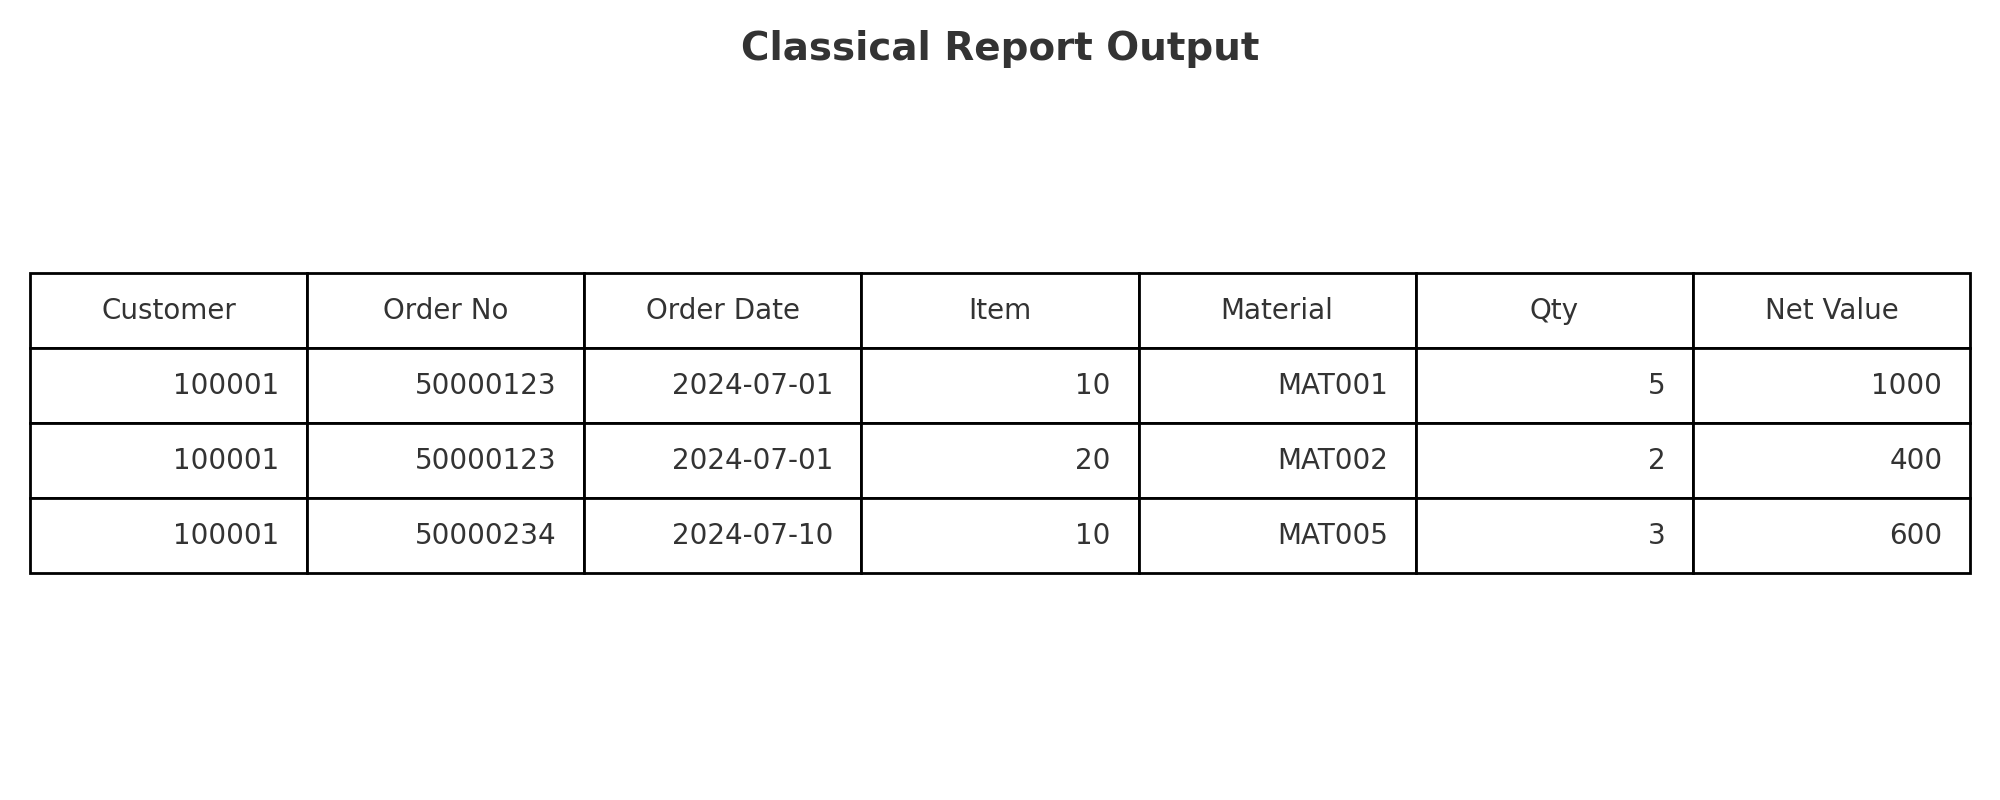 Classical Report Output
Customer Order No Order Date Item Material Qty Net Value
100001 50000123 2024-07-01 10 MAT001 5 1000
100001 50000123 2024-07-01 20 MAT002 2 400
100001 50000234 2024-07-10 10 MAT005 3 600